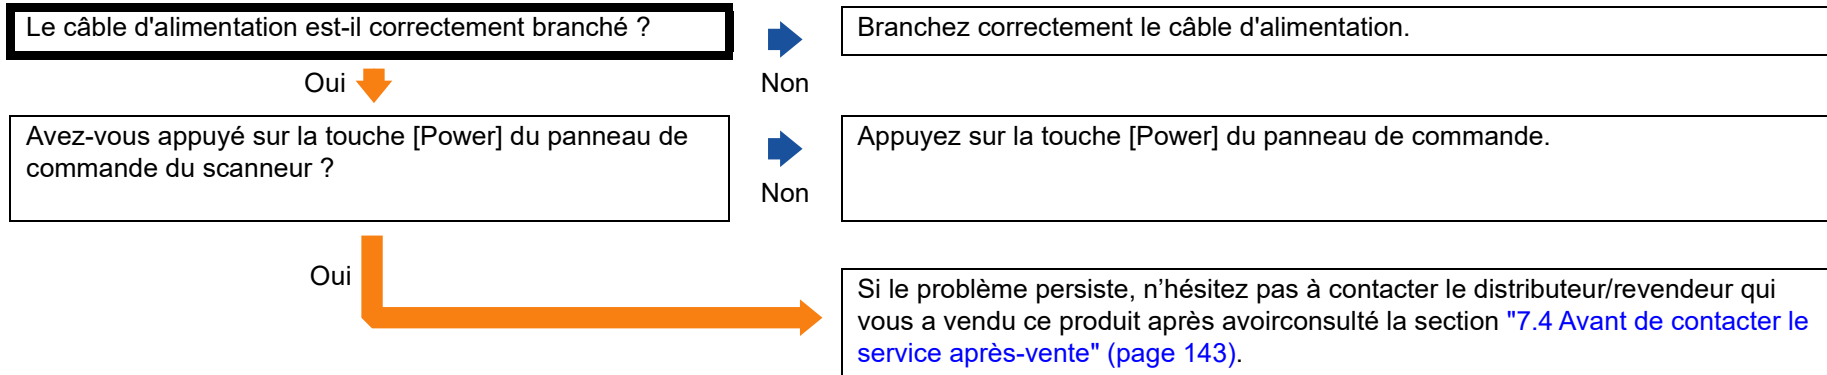 Le câble d'alimentation est-il correctement branché ?
Branchez correctement le câble d'alimentation.
Oui
Non
Avez-vous appuyé sur la touche [Power] du panneau de
commande du scanneur ?
Appuyez sur la touche [Power] du panneau de commande.
Non
Oui
Si le problème persiste, n’hésitez pas à contacter le distributeur/revendeur qui
vous a vendu ce produit après avoirconsulté la section "7.4 Avant de contacter le
service après-vente" (page 143).